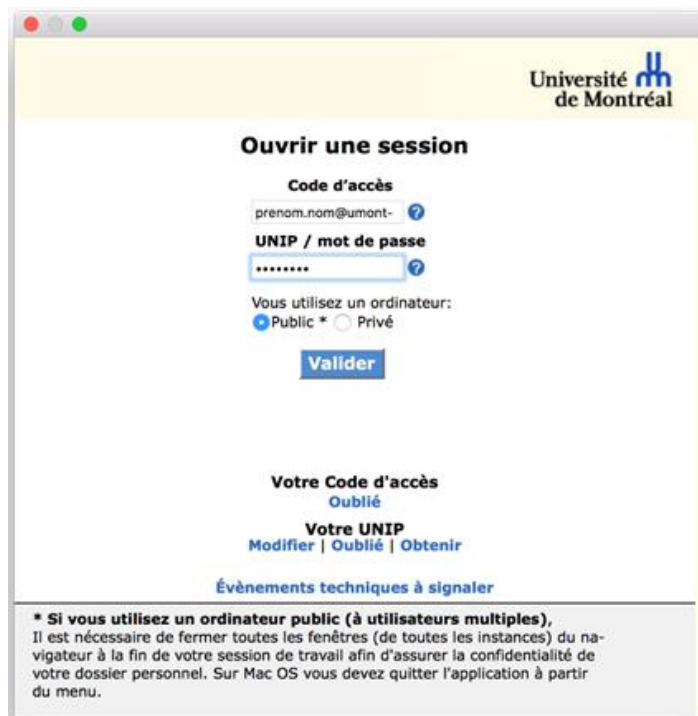 Université
de Montréal
Ouvrir une session
Code d'accès
prenom.nom@umont-
?
UNIP / mot de passe
••••••••
?
Vous utilisez un ordinateur:
Public * Privé
Valider
Votre Code d'accès
Oublié
Votre UNIP
Modifier | Oublié | Obtenir
Évènements techniques à signaler
* Si vous utilisez un ordinateur public (à utilisateurs multiples),
Il est nécessaire de fermer toutes les fenêtres (de toutes les instances) du na-
vigateur à la fin de votre session de travail afin d'assurer la confidentialité de
votre dossier personnel. Sur Mac OS vous devez quitter l'application à partir
du menu.